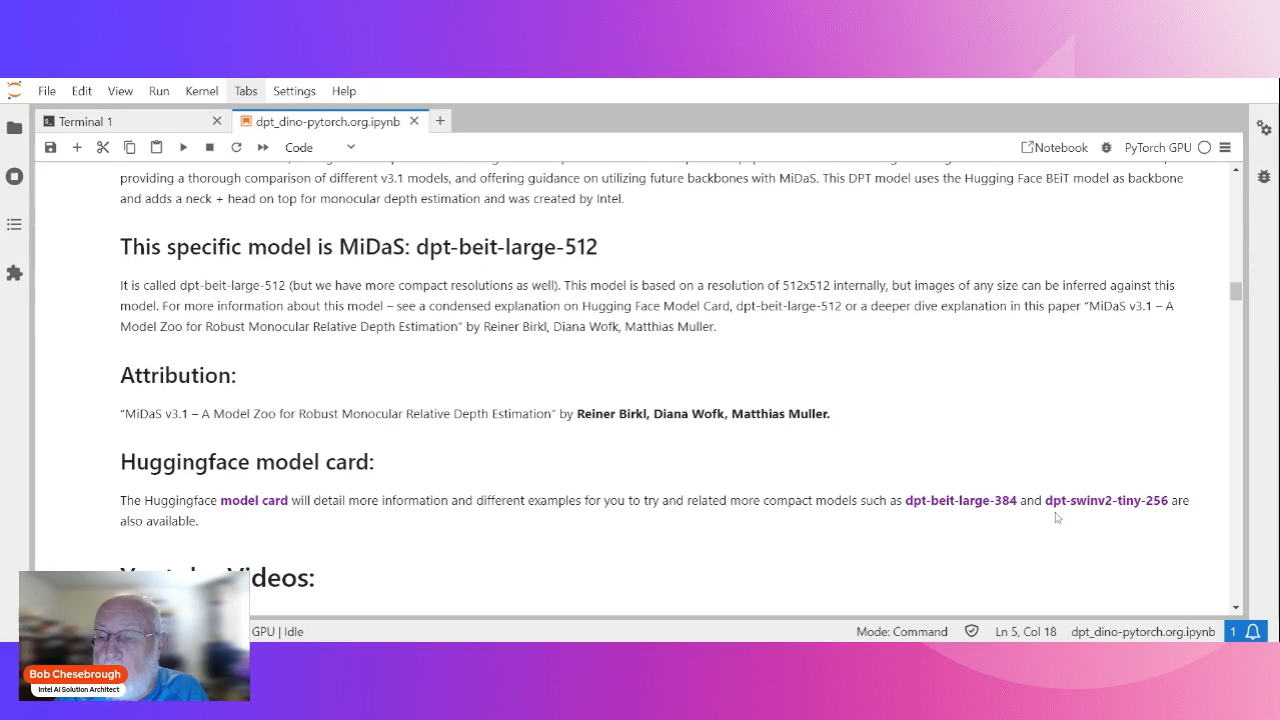 File Edit View Run Kernel Tabs Settings Help
Terminal 1
dpt_dino-pytorch.org.ipynb
Code
Notebook
PyTorch GPU
providing a thorough comparison of different v3.1 models, and offering guidance on utilizing future backbones with MiDaS. This DPT model uses the Hugging Face BEiT model as backbone
and adds a neck + head on top for monocular depth estimation and was created by Intel.
This specific model is MiDaS: dpt-beit-large-512
It is called dpt-beit-large-512 (but we have more compact resolutions as well). This model is based on a resolution of 512x512 internally, but images of any size can be inferred against this
model. For more information about this model – see a condensed explanation on Hugging Face Model Card, dpt-beit-large-512 or a deeper dive explanation in this paper “MiDaS v3.1 – A
Model Zoo for Robust Monocular Relative Depth Estimation” by Reiner Birkl, Diana Wofk, Matthias Muller.
Attribution:
“MiDaS v3.1 – A Model Zoo for Robust Monocular Relative Depth Estimation” by Reiner Birkl, Diana Wofk, Matthias Muller.
Huggingface model card:
The Huggingface model card will detail more information and different examples for you to try and related more compact models such as dpt-beit-large-384 and dpt-swinv2-tiny-256 are
also available.
Videos:
GPU | Idle
Mode: Command
Ln 5, Col 18
dpt_dino-pytorch.org.ipynb
1
Bob Chesebrough
Intel AI Solution Architect